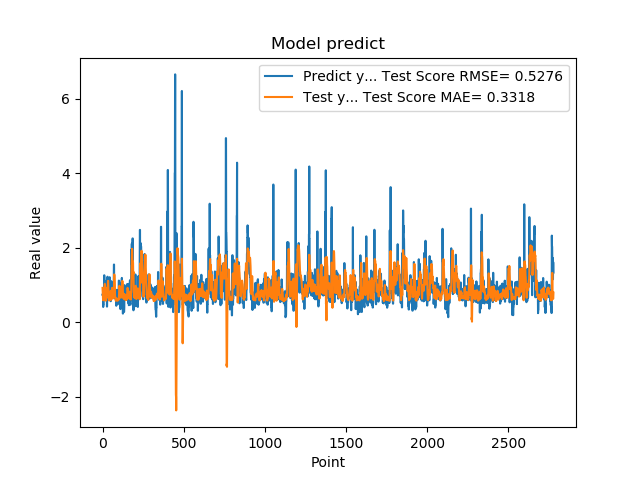 Model predict
Predict y... Test Score RMSE= 0.5276
Test y... Test Score MAE= 0.3318
Real value
6
4
2
0
−2
0 500 1000 1500 2000 2500
Point